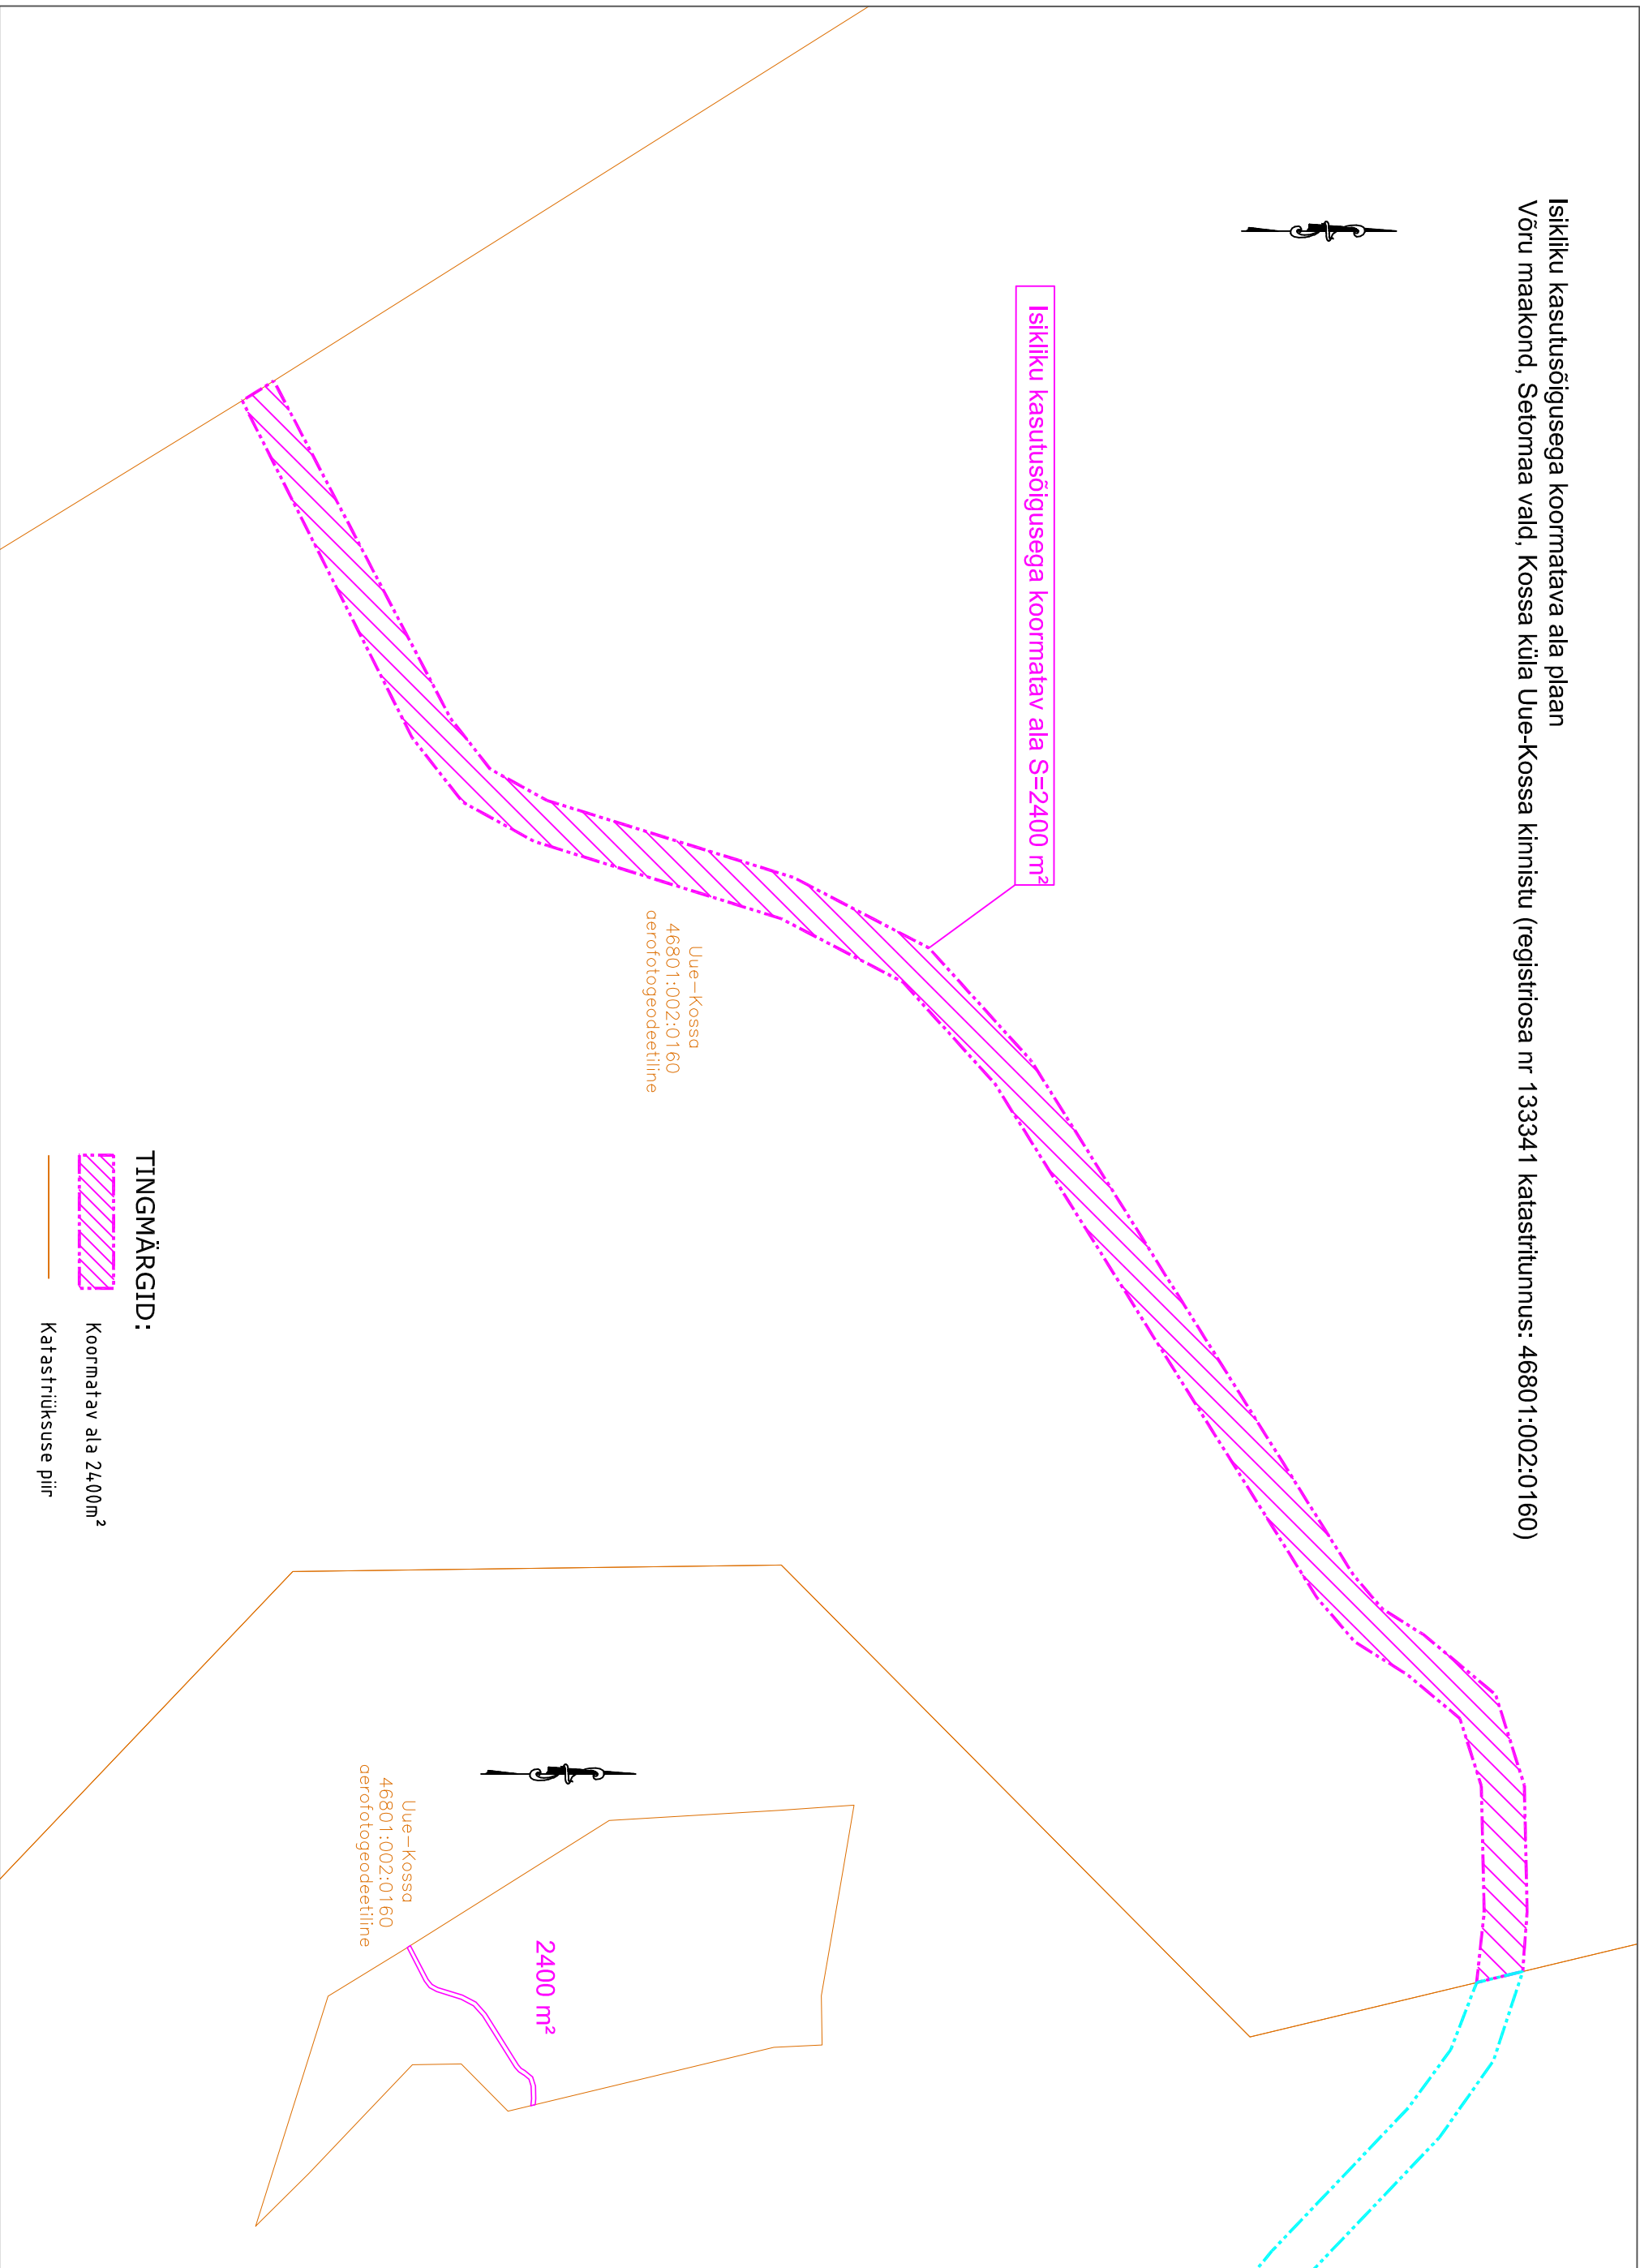 Isikliku kasutusõigusega koormatava ala plaan
Võru maakond, Setomaa vald, Kossa küla Uue-Kossa kinnistu (registriosa nr 133341 katastritunnus: 46801:002:0160)
Isikliku kasutusõigusega koormatav ala S=2400 m²
Uue-Kossa
46801:002:0160
aerofotogeodeetiline
2400 m²
Uue-Kossa
46801:002:0160
aerofotogeodeetiline
TINGMÄRGID:
Koormatav ala 2400m²
Katastriüksuse piir